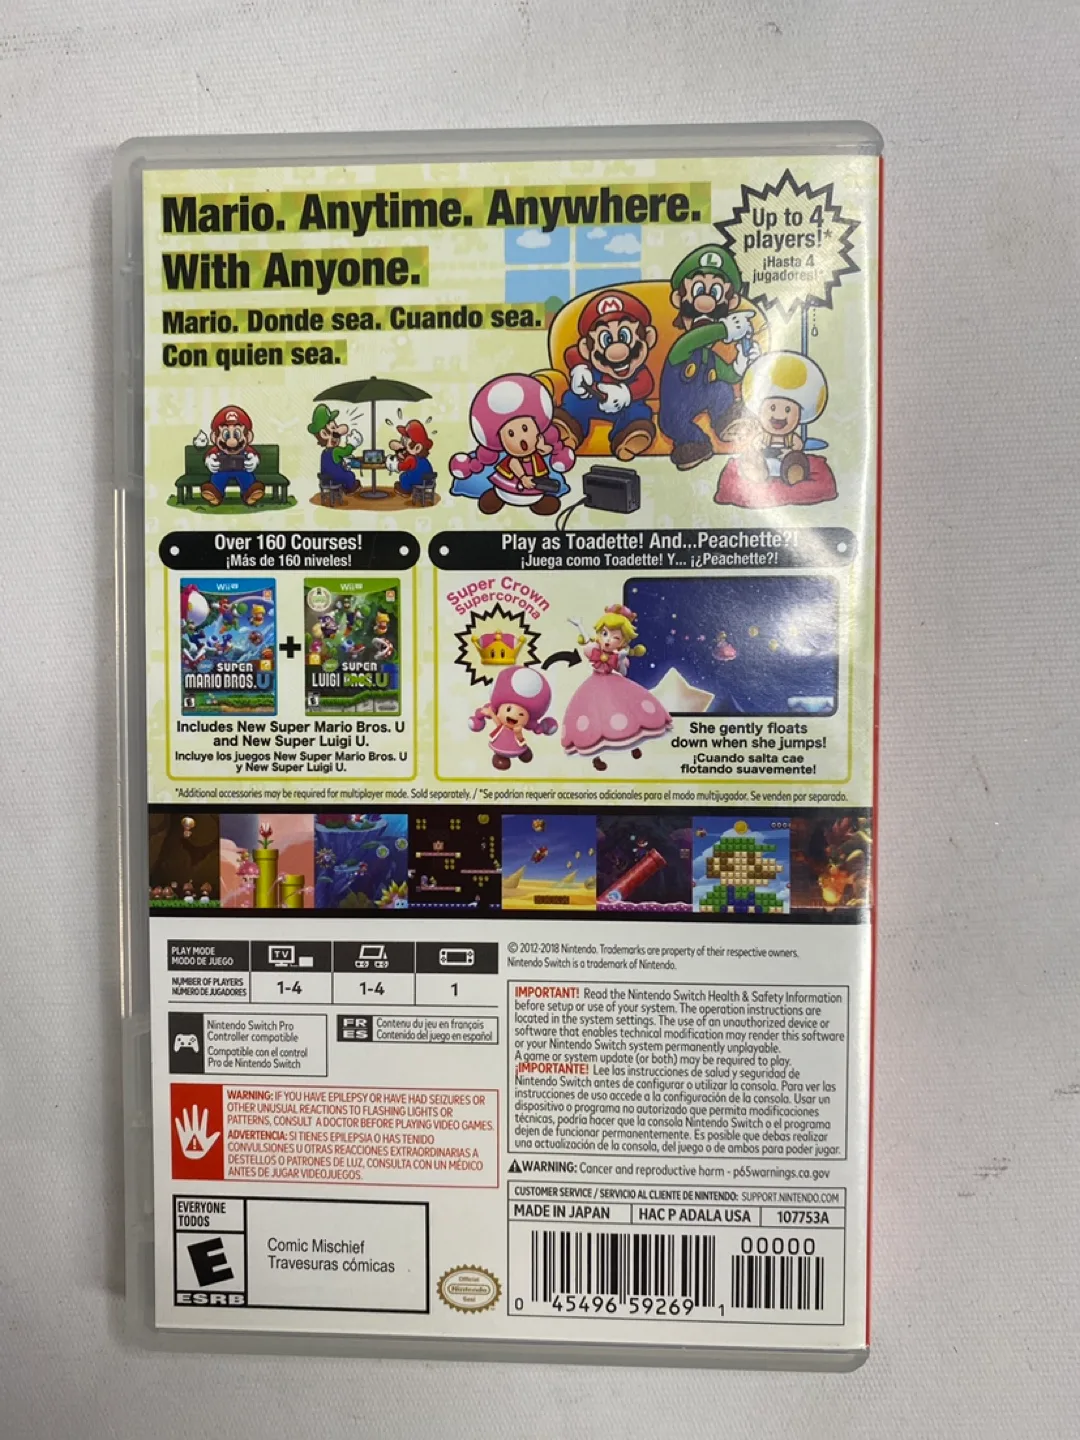 Mario. Anytime. Anywhere.
With Anyone.
Mario. Donde sea. Cuando sea.
Con quien sea.
Up to 4
players!*
¡Hasta 4
jugadores!*
Over 160 Courses!
¡Más de 160 niveles!
Wii U
NEW SUPER
MARIO BROS. U
+
Wii U
NEW SUPER
LUIGI U
Includes New Super Mario Bros. U
and New Super Luigi U.
Incluye los juegos New Super Mario Bros. U
y New Super Luigi U.
Play as Toadette! And...Peachette?!
¡Juega como Toadette! Y... ¡¿Peachette?!
Super Crown
Supercorona
She gently floats
down when she jumps!
¡Cuando salta cae
flotando suavemente!
*Additional accessories may be required for multiplayer mode. Sold separately. / *Se podrían requerir accesorios adicionales para el modo multijugador. Se venden por separado.
PLAY MODE
MODO DE JUEGO
TV
NUMBER OF PLAYERS
NÚMERO DE JUGADORES
1-4
1-4
1
Nintendo Switch Pro
Controller compatible
Compatible con el control
Pro de Nintendo Switch
FR
ES
Contenu du jeu en français
Contenido del juego en español
WARNING: IF YOU HAVE EPILEPSY OR HAVE HAD SEIZURES OR
OTHER UNUSUAL REACTIONS TO FLASHING LIGHTS OR
PATTERNS, CONSULT A DOCTOR BEFORE PLAYING VIDEO GAMES.
ADVERTENCIA: SI TIENES EPILEPSIA O HAS TENIDO
CONVULSIONES U OTRAS REACCIONES EXTRAORDINARIAS A
DESTELLOS O PATRONES DE LUZ, CONSULTA CON UN MÉDICO
ANTES DE JUGAR VIDEOJUEGOS.
EVERYONE
TODOS
E
ESRB
Comic Mischief
Travesuras cómicas
Official
Nintendo
Seal
© 2012-2018 Nintendo. Trademarks are property of their respective owners.
Nintendo Switch is a trademark of Nintendo.
IMPORTANT! Read the Nintendo Switch Health & Safety Information
before setup or use of your system. The operation instructions are
located in the system settings. The use of an unauthorized device or
software that enables technical modification may render this software
or your Nintendo Switch system permanently unplayable.
A game or system update (or both) may be required to play.
¡IMPORTANTE! Lee las instrucciones de salud y seguridad de
Nintendo Switch antes de configurar o utilizar la consola. Para ver las
instrucciones de uso accede a la configuración de la consola. Usar un
dispositivo o programa no autorizado que permita modificaciones
técnicas, podría hacer que la consola Nintendo Switch o el programa
dejen de funcionar permanentemente. Es posible que debas realizar
una actualización de la consola, del juego o de ambos para poder jugar.
WARNING: Cancer and reproductive harm - p65warnings.ca.gov
CUSTOMER SERVICE / SERVICIO AL CLIENTE DE NINTENDO: SUPPORT.NINTENDO.COM
MADE IN JAPAN
HAC P ADALA USA
107753A
00000
0 45496 59269 1